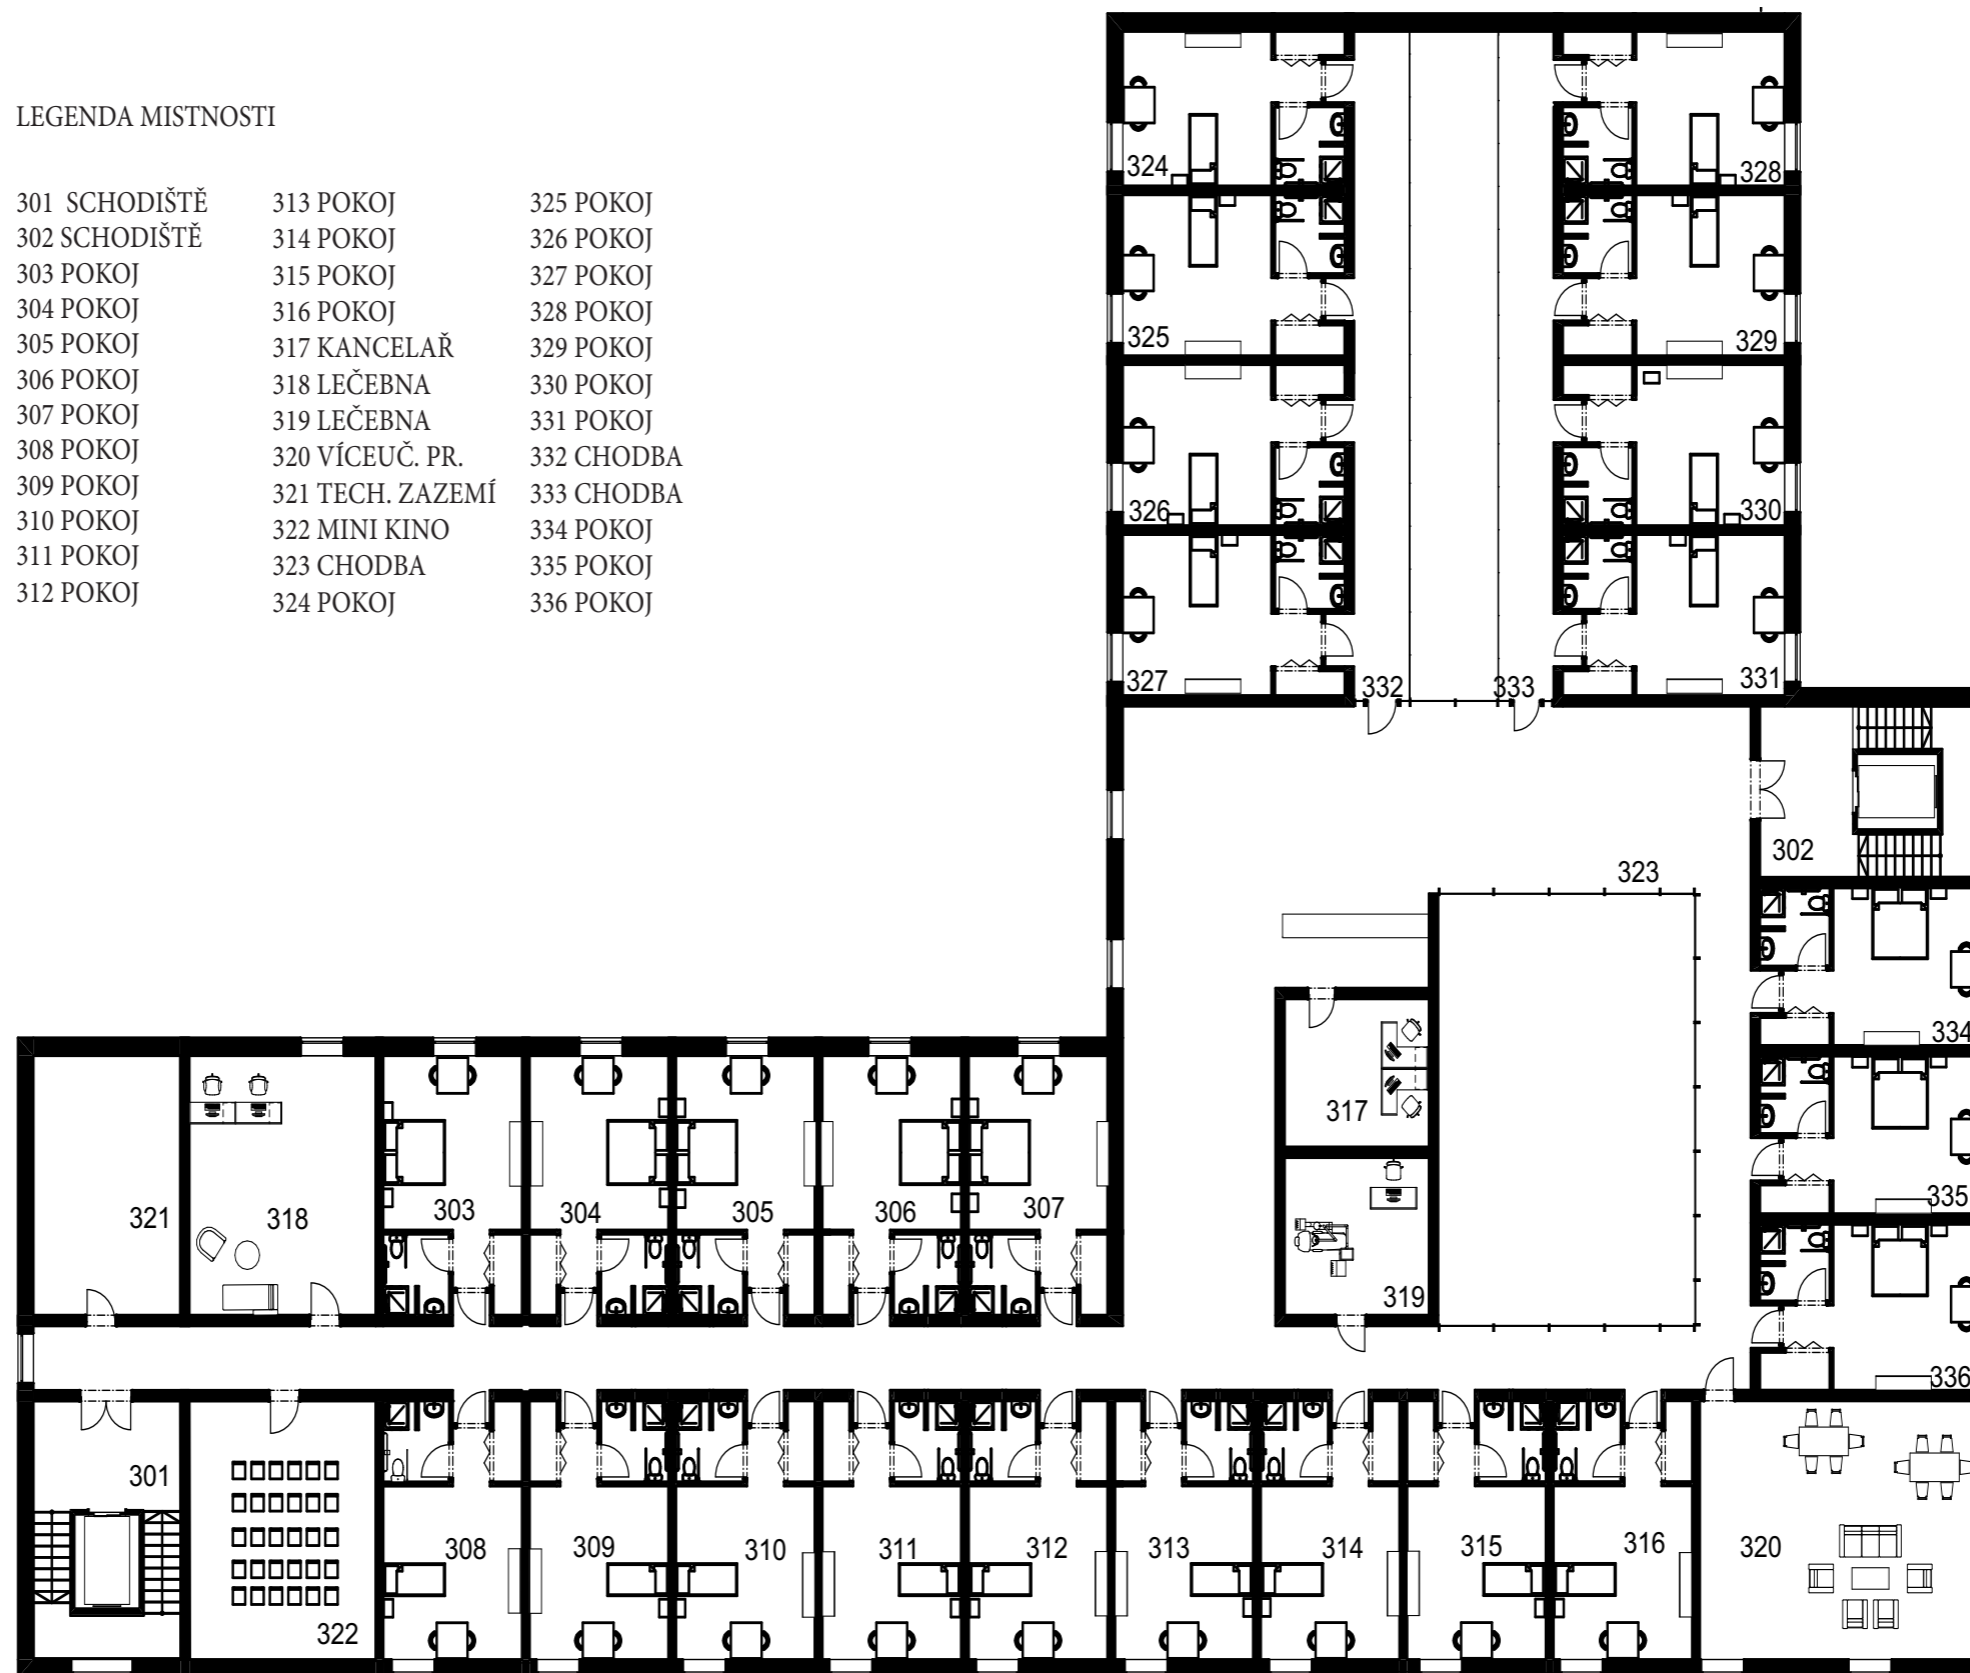 LEGENDA MISTNOSTI
301 SCHODIŠTĚ
302 SCHODIŠTĚ
303 POKOJ
304 POKOJ
305 POKOJ
306 POKOJ
307 POKOJ
308 POKOJ
309 POKOJ
310 POKOJ
311 POKOJ
312 POKOJ
313 POKOJ
314 POKOJ
315 POKOJ
316 POKOJ
317 KANCELAŘ
318 LEČEBNA
319 LEČEBNA
320 VÍCEUČ. PR.
321 TECH. ZAZEMÍ
322 MINI KINO
323 CHODBA
324 POKOJ
325 POKOJ
326 POKOJ
327 POKOJ
328 POKOJ
329 POKOJ
330 POKOJ
331 POKOJ
332 CHODBA
333 CHODBA
334 POKOJ
335 POKOJ
336 POKOJ
324
328
325
329
326
330
327
332
333
331
302
323
334
317
335
321
318
303
304
305
306
307
319
336
301
308
309
310
311
312
313
314
315
316
320
322